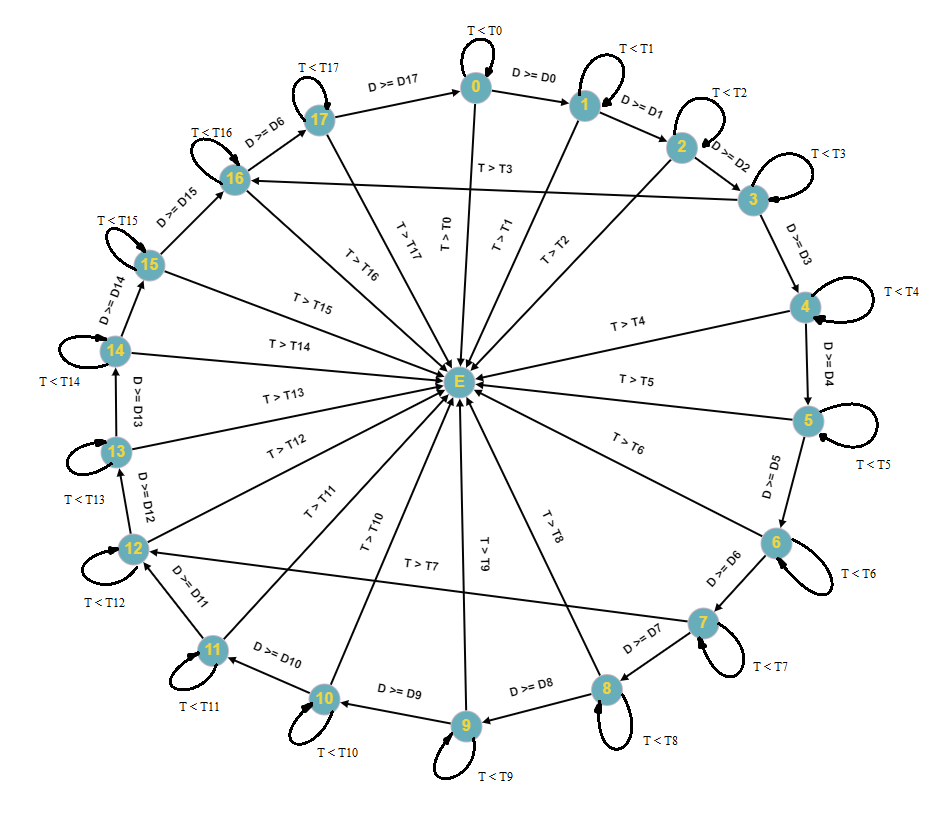 T < T0
T < T1
T < T17
D >= D17
0
D >= D0
1
D >= D1
T < T2
17
D >= D6
T < T16
2
D >= D2
T < T3
16
T > T3
3
D >= D15
T < T15
15
T > T16
T > T17
T > T0
T > T1
T > T2
D >= D3
T < T4
4
D >= D14
T > T15
T > T4
14
T > T14
D >= D4
T < T14
E
T > T5
D >= D13
T > T13
5
13
T > T12
T > T6
T < T5
T < T13
D >= D12
T > T11
D >= D5
T > T10
T > T8
12
T > T9
6
T > T7
D >= D6
T < T6
D >= D11
T < T12
7
D >= D7
11
D >= D10
T < T7
D >= D9
D >= D8
8
T < T11
10
9
T < T8
T < T10
T < T9